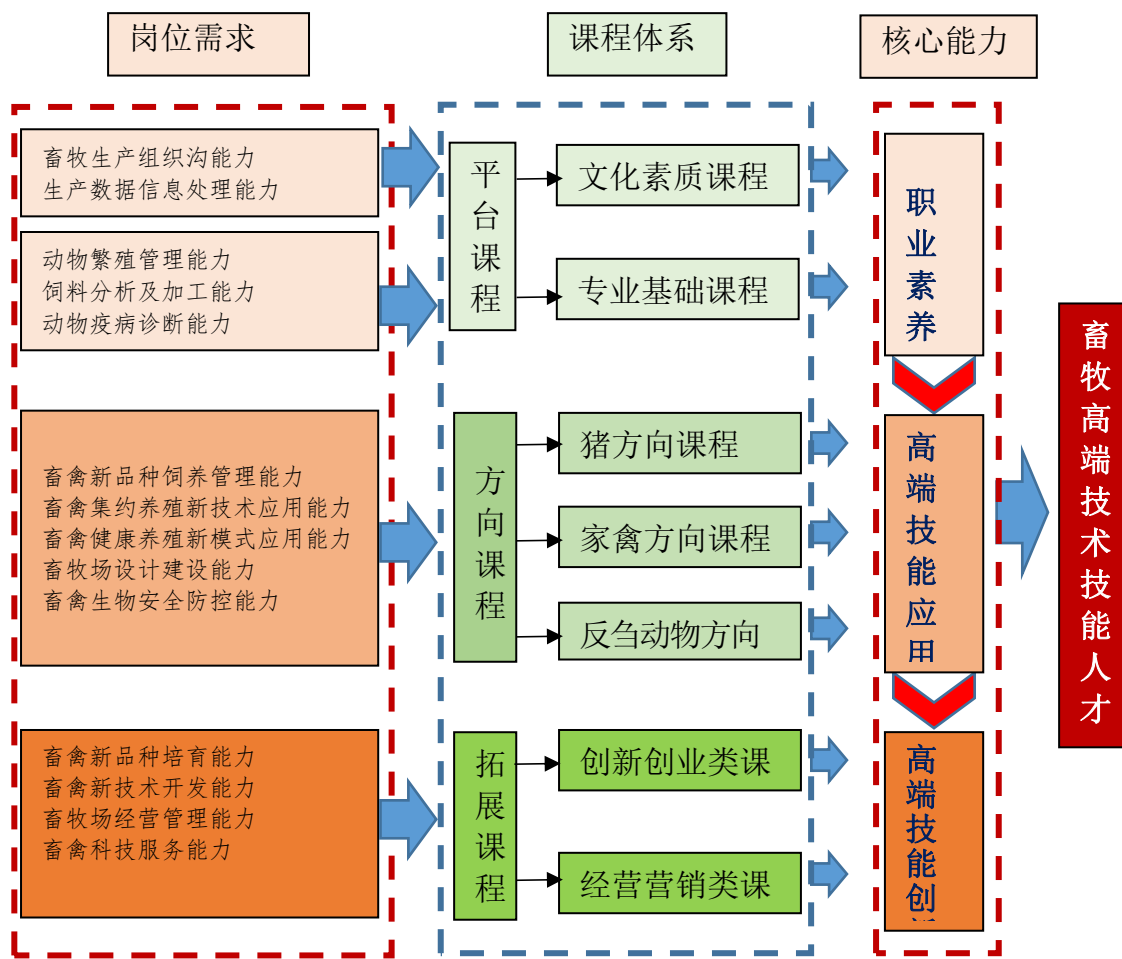 岗位需求
课程体系
核心能力
畜牧生产组织沟能力
生产数据信息处理能力
动物繁殖管理能力
饲料分析及加工能力
动物疫病诊断能力
畜禽新品种饲养管理能力
畜禽集约养殖新技术应用能力
畜禽健康养殖新模式应用能力
畜牧场设计建设能力
畜禽生物安全防控能力
畜禽新品种培育能力
畜禽新技术开发能力
畜牧场经营管理能力
畜禽科技服务能力
平台课程
文化素质课程
专业基础课程
方向课程
猪方向课程
家禽方向课程
反刍动物方向
拓展课程
创新创业类课
经营营销类课
职业素养
高端技能应用
高端技能创
畜牧高端技术技能人才